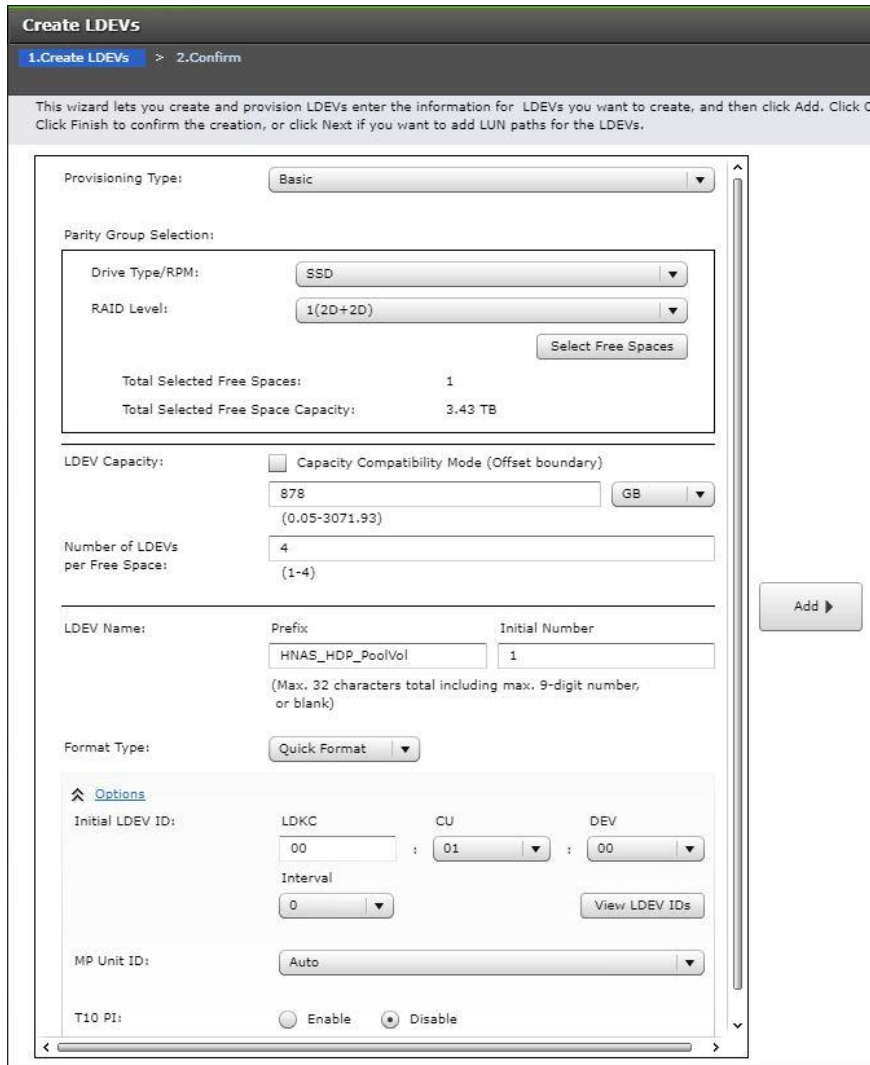 Create LDEVs
1.Create LDEVs > 2.Confirm
This wizard lets you create and provision LDEVs enter the information for LDEVs you want to create, and then click Add. Click
Click Finish to confirm the creation, or click Next if you want to add LUN paths for the LDEVs.
Provisioning Type: Basic
Parity Group Selection:
Drive Type/RPM: SSD
RAID Level: 1(2D+2D)
Select Free Spaces
Total Selected Free Spaces: 1
Total Selected Free Space Capacity: 3.43 TB
LDEV Capacity: Capacity Compatibility Mode (Offset boundary)
878 GB
(0.05-3071.93)
Number of LDEVs
per Free Space:
4
(1-4)
Add
LDEV Name: Prefix Initial Number
HNAS_HDP_PoolVol 1
(Max. 32 characters total including max. 9-digit number,
or blank)
Format Type: Quick Format
Options
Initial LDEV ID: LDKC CU DEV
00 : 01 : 00
Interval
0 View LDEV IDs
MP Unit ID: Auto
T10 PI: Enable Disable